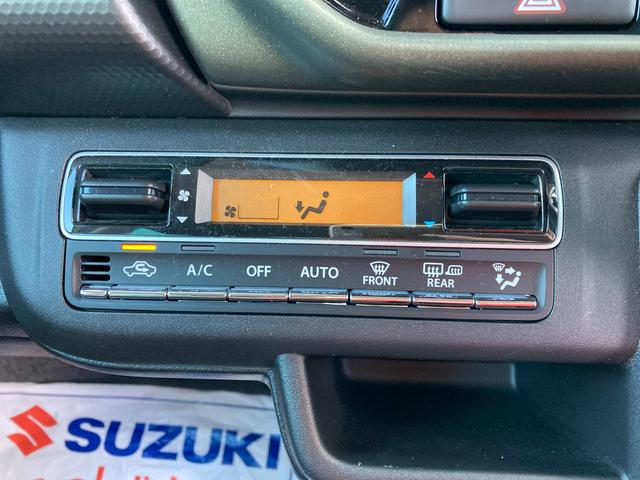 A/C OFF AUTO FRONT REAR
SUZUKI